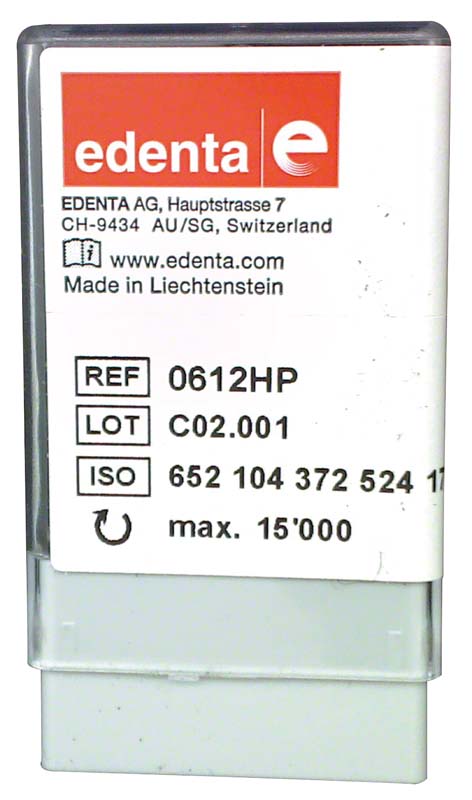 edenta e
EDENTA AG, Hauptstrasse 7
CH-9434 AU/SG, Switzerland
i www.edenta.com
Made in Liechtenstein
REF 0612HP
LOT C02.001
ISO 652 104 372 524 17
max. 15'000